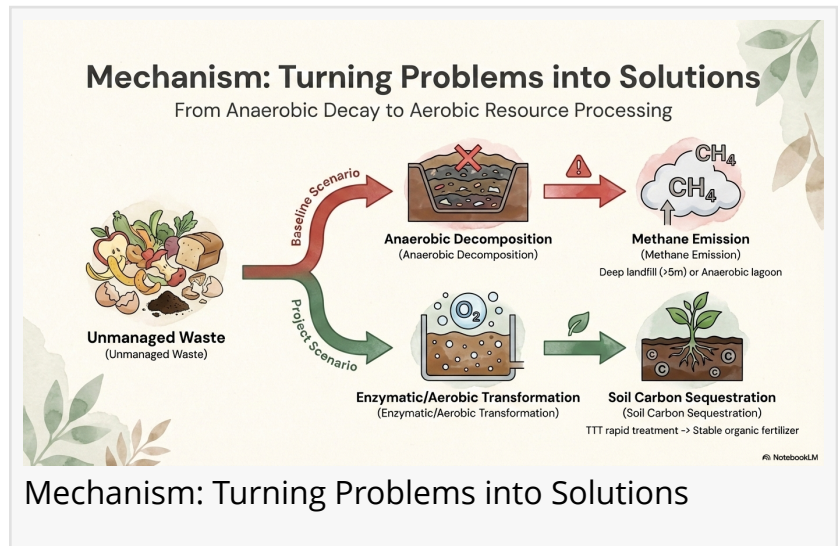 Mechanism: Turning Problems into Solutions
From Anaerobic Decay to Aerobic Resource Processing
Unmanaged Waste
(Unmanaged Waste)
Baseline Scenario
Anaerobic Decomposition
(Anaerobic Decomposition)
CH₄
CH₄
Methane Emission
(Methane Emission)
Deep landfill (>5m) or Anaerobic lagoon
Project Scenario
O₂
Enzymatic/Aerobic Transformation
(Enzymatic/Aerobic Transformation)
C
C
C
C
Soil Carbon Sequestration
(Soil Carbon Sequestration)
TTT rapid treatment -> Stable organic fertilizer
NotebookLM
Mechanism: Turning Problems into Solutions